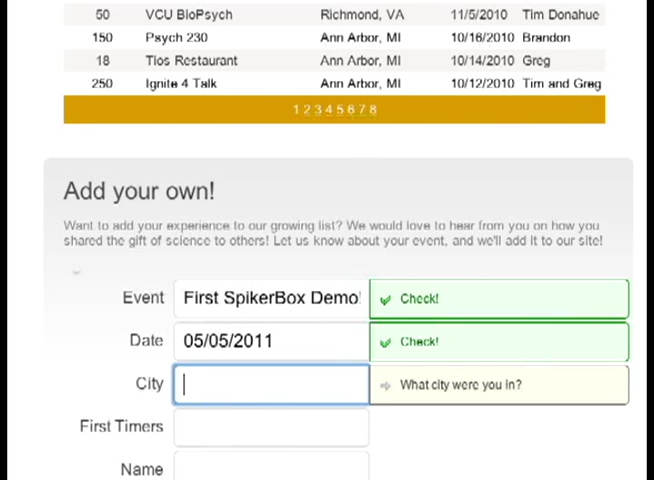 50 VCU BioPsych Richmond, VA 11/5/2010 Tim Donahue
150 Psych 230 Ann Arbor, MI 10/16/2010 Brandon
18 Tios Restaurant Ann Arbor, MI 10/14/2010 Greg
250 Ignite 4 Talk Ann Arbor, MI 10/12/2010 Tim and Greg
1 2 3 4 5 6 7 8
Add your own!
Want to add your experience to our growing list? We would love to hear from you on how you
shared the gift of science to others! Let us know about your event, and we'll add it to our site!
Event First SpikerBox Demo! Check!
Date 05/05/2011 Check!
City What city were you in?
First Timers
Name